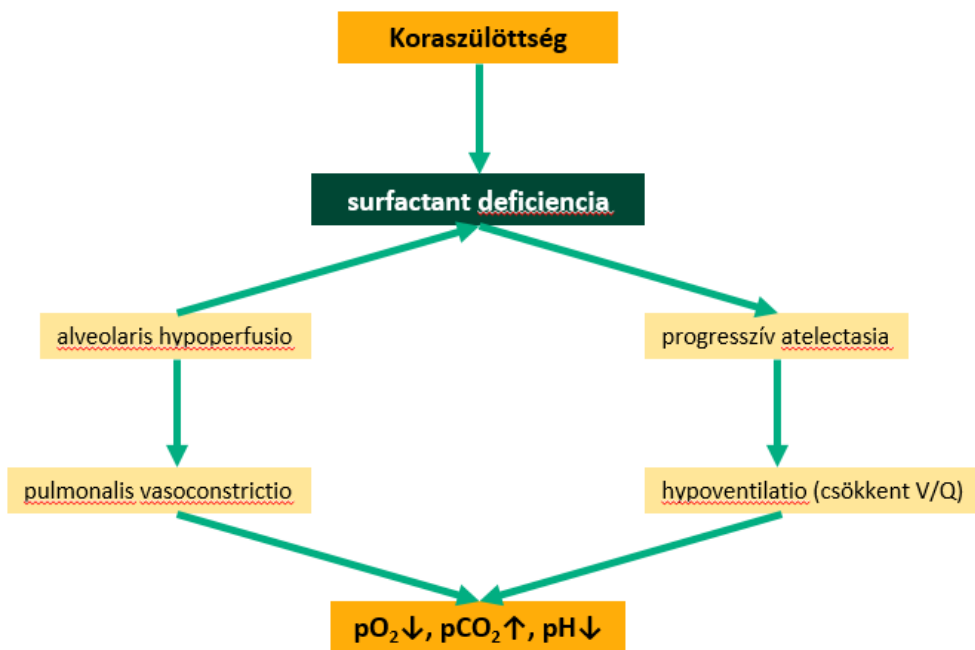 Koraszülöttség
surfactant deficiencia
alveolaris hypoperfusio
progresszív atelectasia
pulmonalis vasoconstrictio
hypoventilatio (csökkent V/Q)
pO₂↓, pCO₂↑, pH↓